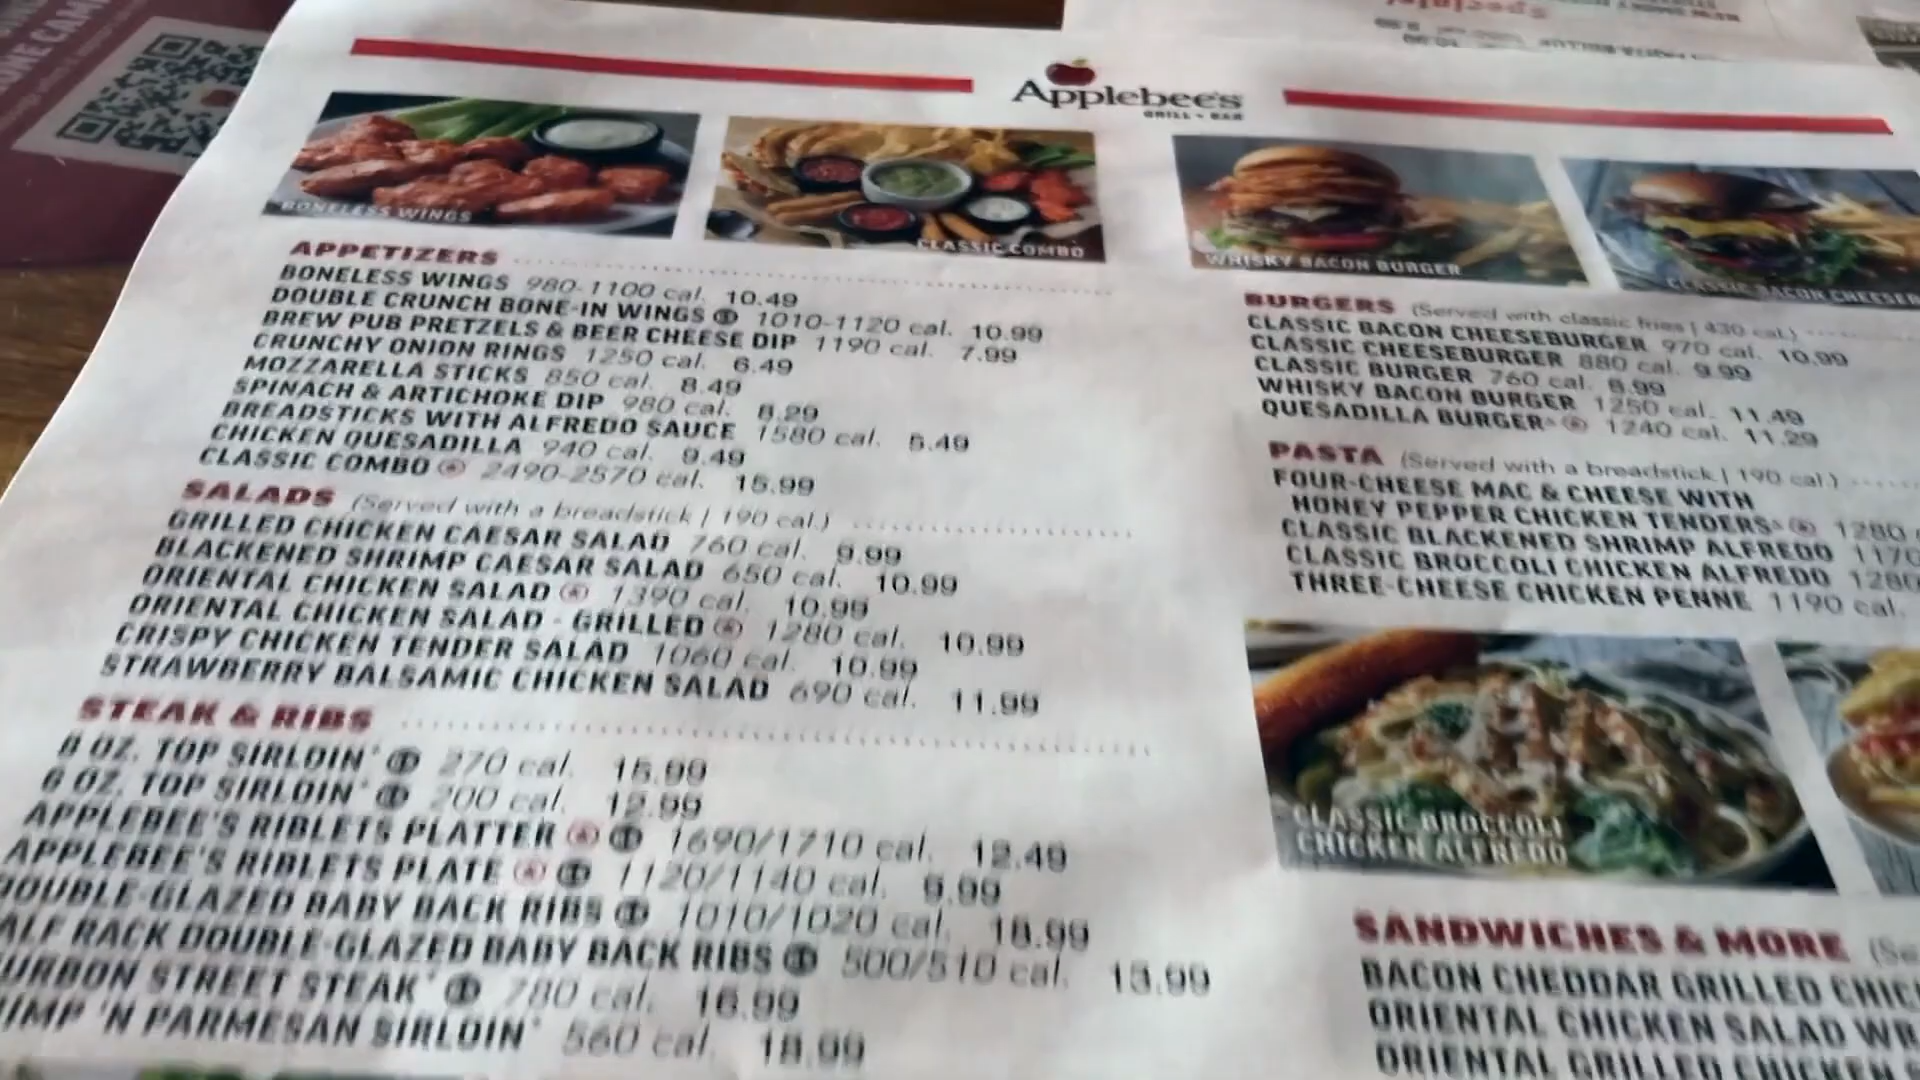 Applebee's
GRILL + BAR
BONELESS WINGS
CLASSIC COMBO
WHISKY BACON BURGER
CLASSIC BACON
APPETIZERS
BONELESS WINGS 980-1100 cal. 10.49
DOUBLE CRUNCH BONE-IN WINGS 1010-1120 cal. 10.99
BREW PUB PRETZELS & BEER CHEESE DIP 1190 cal. 7.99
CRUNCHY ONION RINGS 1250 cal. 6.49
MOZZARELLA STICKS 850 cal. 8.49
SPINACH & ARTICHOKE DIP 980 cal. 8.29
BREADSTICKS WITH ALFREDO SAUCE 1580 cal. 5.49
CHICKEN QUESADILLA 940 cal. 9.49
CLASSIC COMBO 2490-2570 cal. 15.99
SALADS (Served with a breadstick | 190 cal.)
GRILLED CHICKEN CAESAR SALAD 760 cal. 9.99
BLACKENED SHRIMP CAESAR SALAD 650 cal. 10.99
ORIENTAL CHICKEN SALAD 1390 cal. 10.99
ORIENTAL CHICKEN SALAD - GRILLED 1280 cal. 10.99
CRISPY CHICKEN TENDER SALAD 1060 cal. 10.99
STRAWBERRY BALSAMIC CHICKEN SALAD 690 cal. 11.99
STEAK & RIBS
8 OZ. TOP SIRLOIN* 270 cal. 15.99
6 OZ. TOP SIRLOIN* 200 cal. 12.99
APPLEBEE'S RIBLETS PLATTER 1690/1710 cal. 12.49
APPLEBEE'S RIBLETS PLATE 1120/1140 cal. 9.99
DOUBLE-GLAZED BABY BACK RIBS 1010/1020 cal. 18.99
ALF RACK DOUBLE-GLAZED BABY BACK RIBS 500/510 cal. 13.99
URBON STREET STEAK* 780 cal. 16.99
IMP 'N PARMESAN SIRLOIN* 560 cal. 18.99
BURGERS (Served with classic fries | 430 cal.)
CLASSIC BACON CHEESEBURGER 970 cal. 10.99
CLASSIC CHEESEBURGER 880 cal. 9.99
CLASSIC BURGER 760 cal. 8.99
WHISKY BACON BURGER 1250 cal. 11.49
QUESADILLA BURGER 1240 cal. 11.29
PASTA (Served with a breadstick | 190 cal.)
FOUR-CHEESE MAC & CHEESE WITH
HONEY PEPPER CHICKEN TENDERS 1280
CLASSIC BLACKENED SHRIMP ALFREDO 1170
CLASSIC BROCCOLI CHICKEN ALFREDO 1280
THREE-CHEESE CHICKEN PENNE 1190 cal.
CLASSIC BROCCOLI
CHICKEN ALFREDO
SANDWICHES & MORE (Se
BACON CHEDDAR GRILLED CHIC
ORIENTAL CHICKEN SALAD WR
ORIENTAL GRILLED CHICKEN